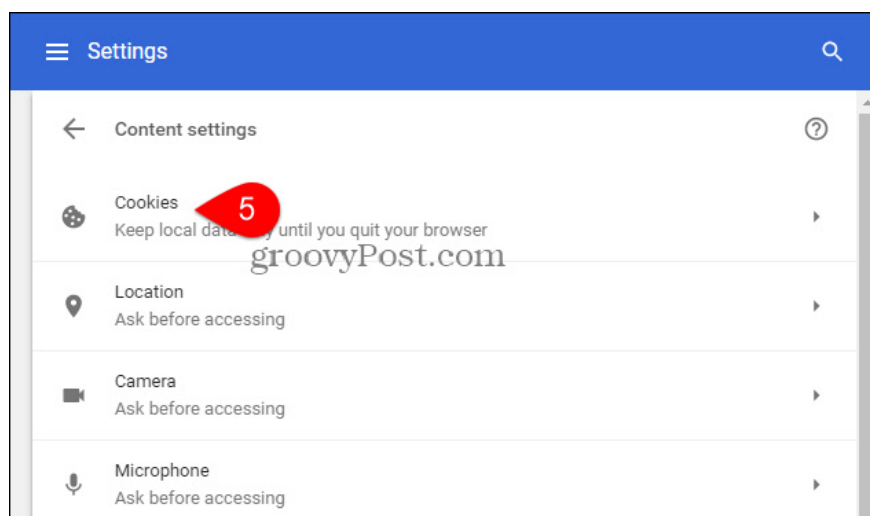 Settings
Content settings
Cookies
5
Keep local data until you quit your browser
groovyPost.com
Location
Ask before accessing
Camera
Ask before accessing
Microphone
Ask before accessing